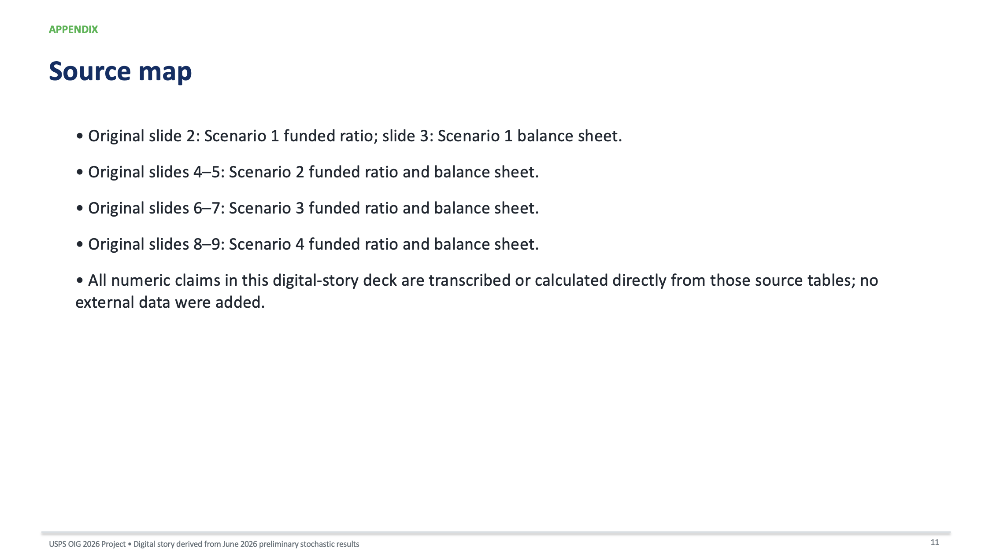 APPENDIX
Source map
• Original slide 2: Scenario 1 funded ratio; slide 3: Scenario 1 balance sheet.
• Original slides 4–5: Scenario 2 funded ratio and balance sheet.
• Original slides 6–7: Scenario 3 funded ratio and balance sheet.
• Original slides 8–9: Scenario 4 funded ratio and balance sheet.
• All numeric claims in this digital-story deck are transcribed or calculated directly from those source tables; no
external data were added.
USPS OIG 2026 Project • Digital story derived from June 2026 preliminary stochastic results
11